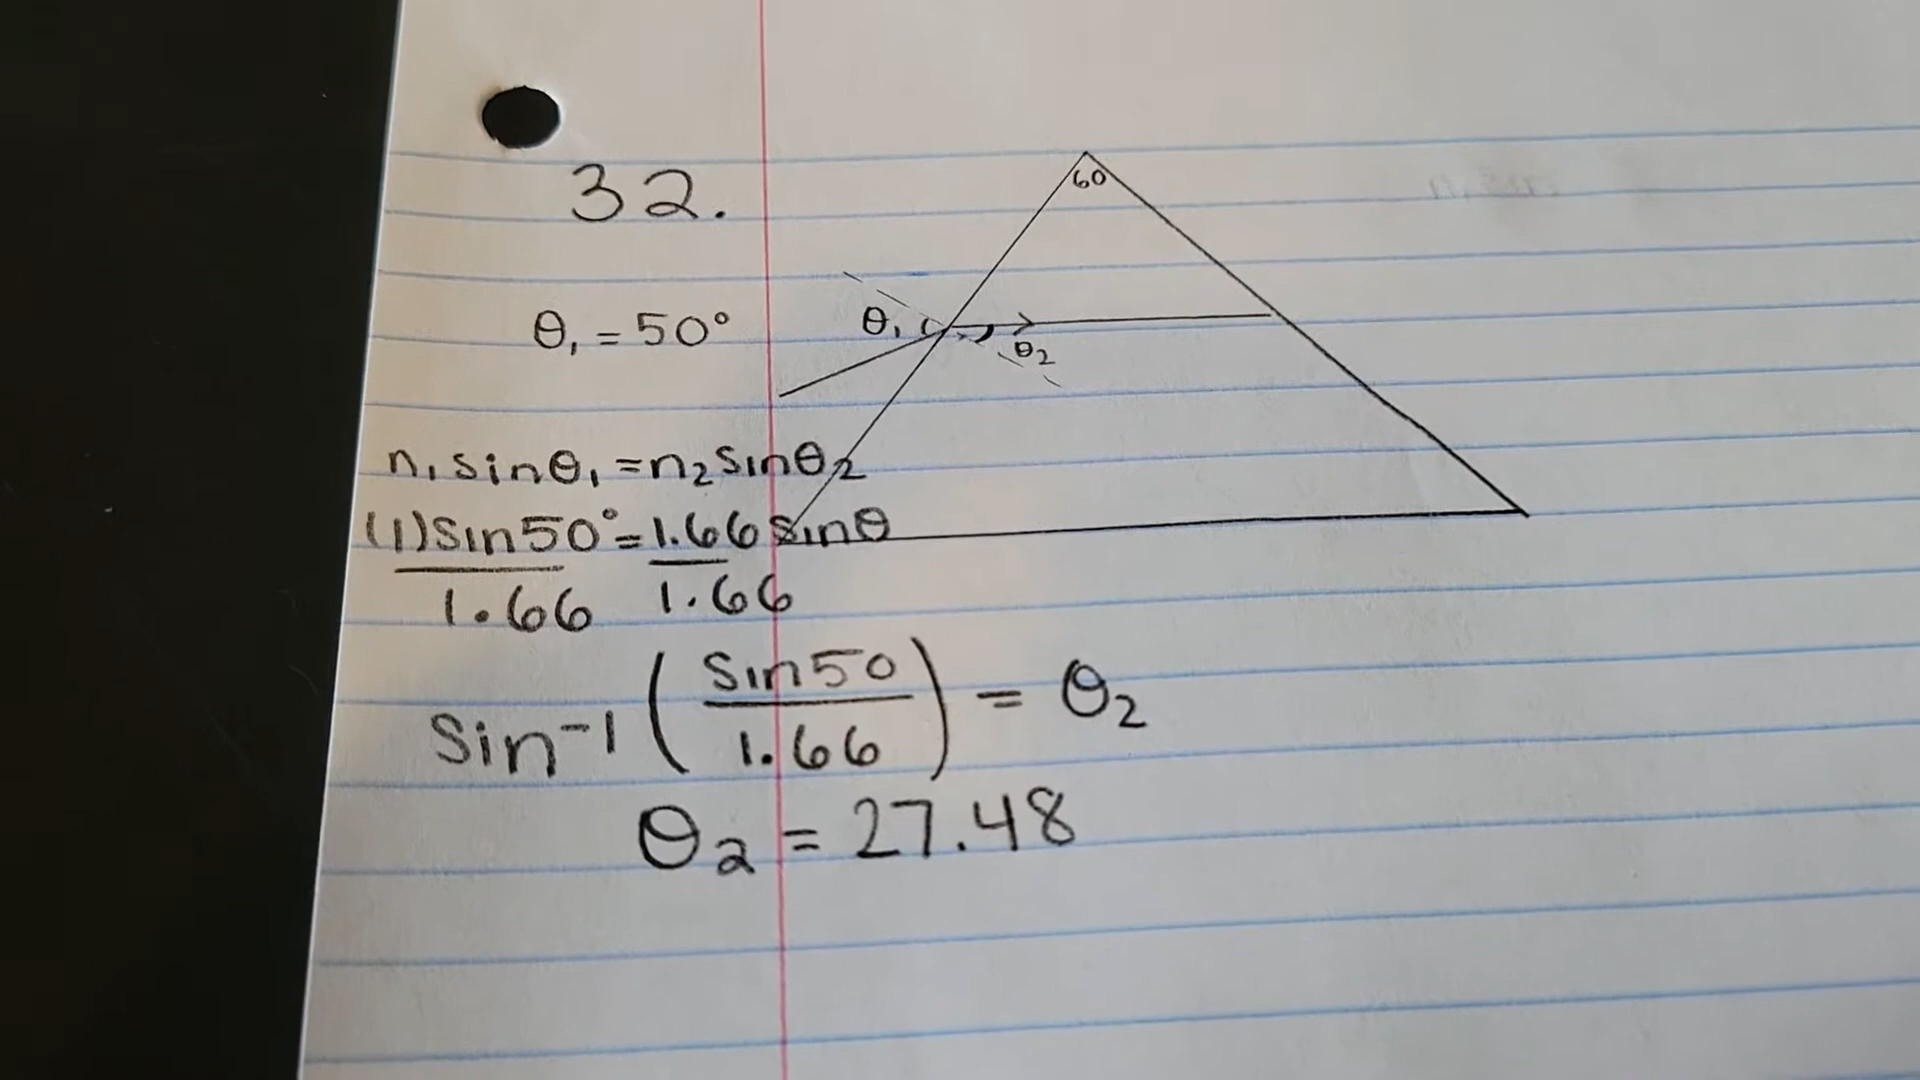 32.
60
θ₁ = 50°
θ₁
θ₂
n₁ sinθ₁ = n₂ sinθ₂
(1)sin50° = 1.66 sinθ
1.66 1.66
sin⁻¹ (sin50 / 1.66) = θ₂
θ₂ = 27.48